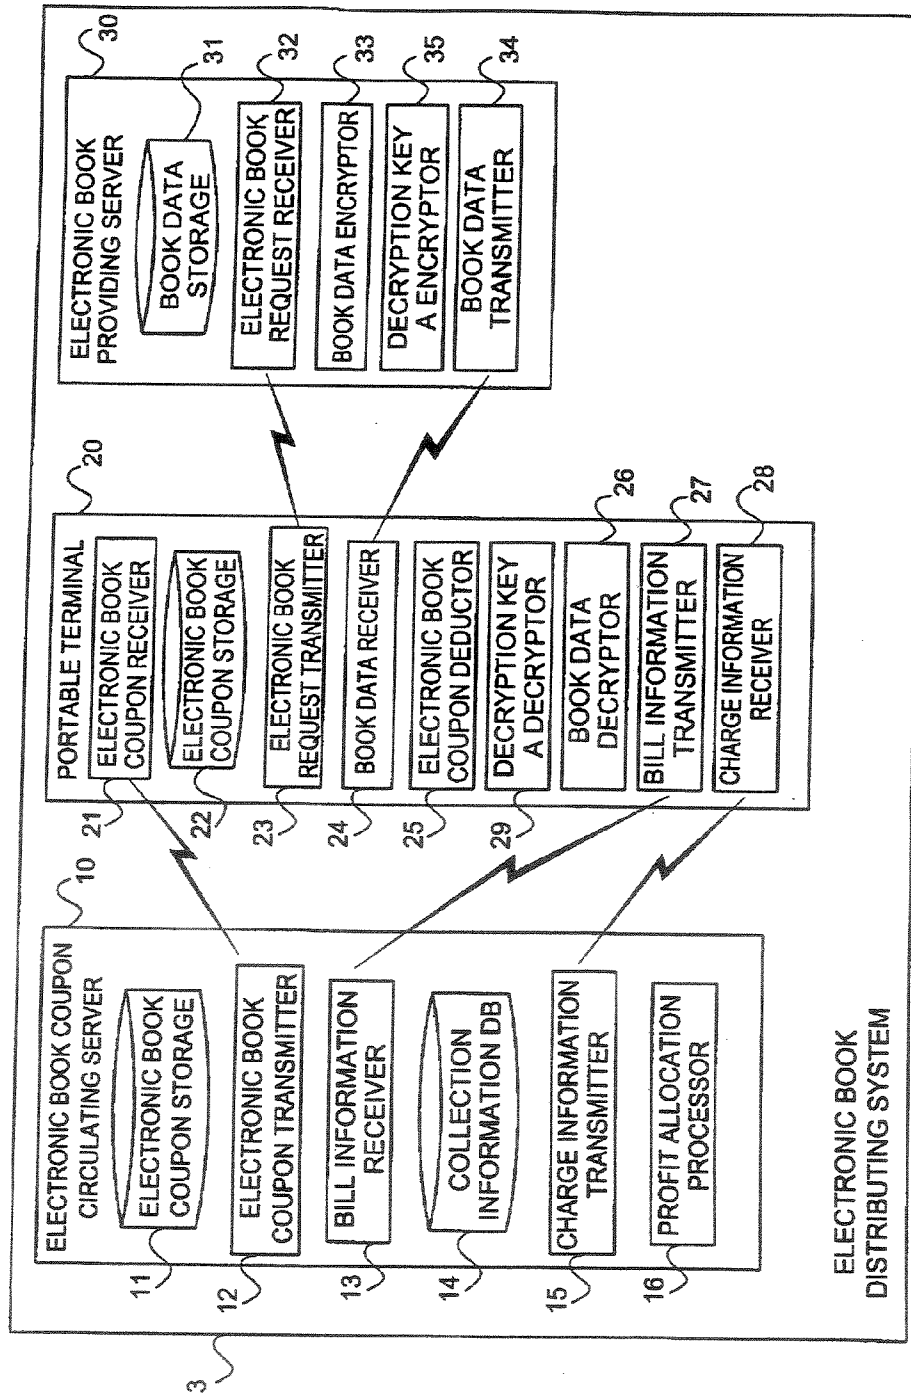 3
ELECTRONIC BOOK COUPON
CIRCULATING SERVER
10
ELECTRONIC BOOK
COUPON STORAGE
11
ELECTRONIC BOOK
COUPON TRANSMITTER
12
BILL INFORMATION
RECEIVER
13
COLLECTION
INFORMATION DB
14
CHARGE INFORMATION
TRANSMITTER
15
PROFIT ALLOCATION
PROCESSOR
16
ELECTRONIC BOOK
DISTRIBUTING SYSTEM
PORTABLE TERMINAL
20
ELECTRONIC BOOK
COUPON RECEIVER
21
ELECTRONIC BOOK
COUPON STORAGE
22
ELECTRONIC BOOK
REQUEST TRANSMITTER
23
BOOK DATA RECEIVER
24
ELECTRONIC BOOK
COUPON DEDUCTOR
25
DECRYPTION KEY
A DECRYPTOR
29
BOOK DATA
DECRYPTOR
26
BILL INFORMATION
TRANSMITTER
27
CHARGE INFORMATION
RECEIVER
28
ELECTRONIC BOOK
PROVIDING SERVER
30
BOOK DATA
STORAGE
31
ELECTRONIC BOOK
REQUEST RECEIVER
32
BOOK DATA ENCRYPTOR
33
DECRYPTION KEY
A ENCRYPTOR
35
BOOK DATA
TRANSMITTER
34